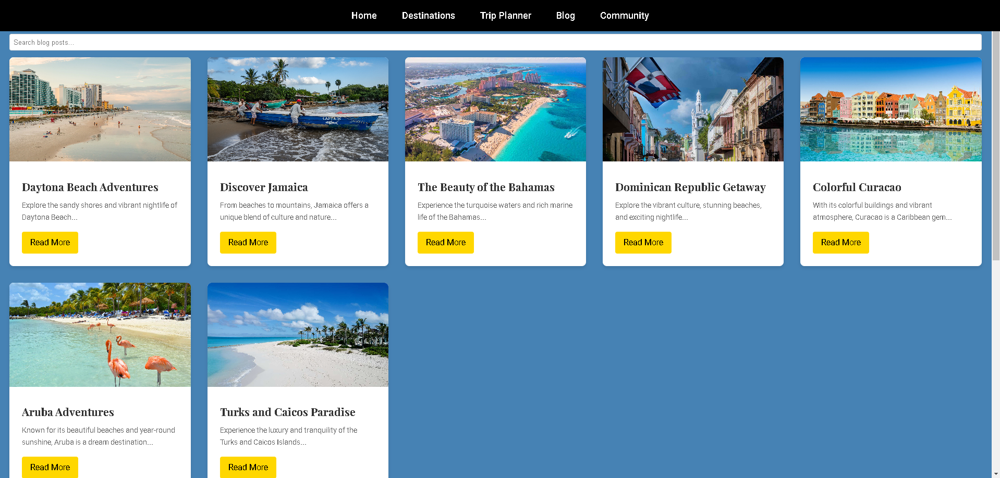 Home Destinations Trip Planner Blog Community
Search blog posts...
CAPTAIN
Daytona Beach Adventures
Explore the sandy shores and vibrant nightlife of
Daytona Beach...
Read More
Discover Jamaica
From beaches to mountains, Jamaica offers a
unique blend of culture and nature...
Read More
The Beauty of the Bahamas
Experience the turquoise waters and rich marine
life of the Bahamas...
Read More
Dominican Republic Getaway
Explore the vibrant culture, stunning beaches,
and exciting nightlife...
Read More
Colorful Curacao
With its colorful buildings and vibrant
atmosphere, Curacao is a Caribbean gem...
Read More
Aruba Adventures
Known for its beautiful beaches and year-round
sunshine, Aruba is a dream destination...
Read More
Turks and Caicos Paradise
Experience the luxury and tranquility of the
Turks and Caicos Islands...
Read More